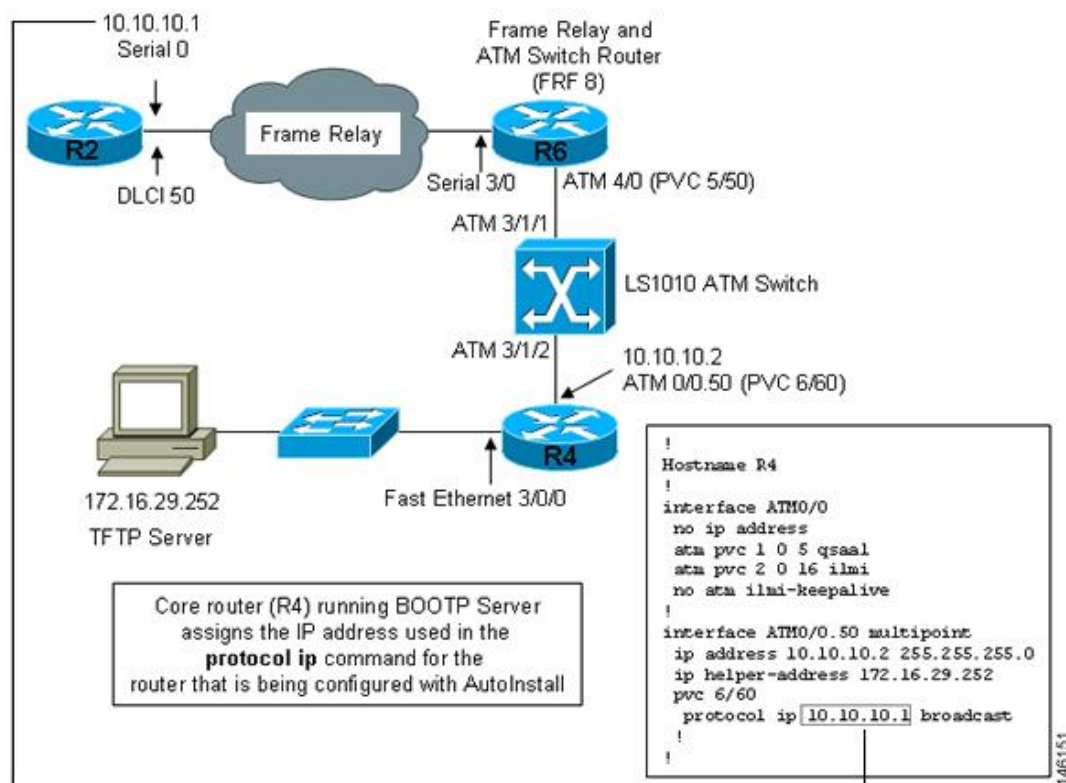 10.10.10.1
Serial 0
Frame Relay and
ATM Switch Router
(FRF 8)
R2
Frame Relay
R6
DLCI 50
Serial 3/0
ATM 4/0 (PVC 5/50)
ATM 3/1/1
LS1010 ATM Switch
ATM 3/1/2
10.10.10.2
ATM 0/0.50 (PVC 6/60)
R4
172.16.29.252
TFTP Server
Fast Ethernet 3/0/0
Core router (R4) running BOOTP Server
assigns the IP address used in the
protocol ip command for the
router that is being configured with AutoInstall
!
Hostname R4
!
interface ATM0/0
no ip address
atm pvc 1 0 5 qsaal
atm pvc 2 0 16 ilmi
no atm ilmi-keepalive
!
interface ATM0/0.50 multipoint
ip address 10.10.10.2 255.255.255.0
ip helper-address 172.16.29.252
pvc 6/60
protocol ip 10.10.10.1 broadcast
!
!
146151